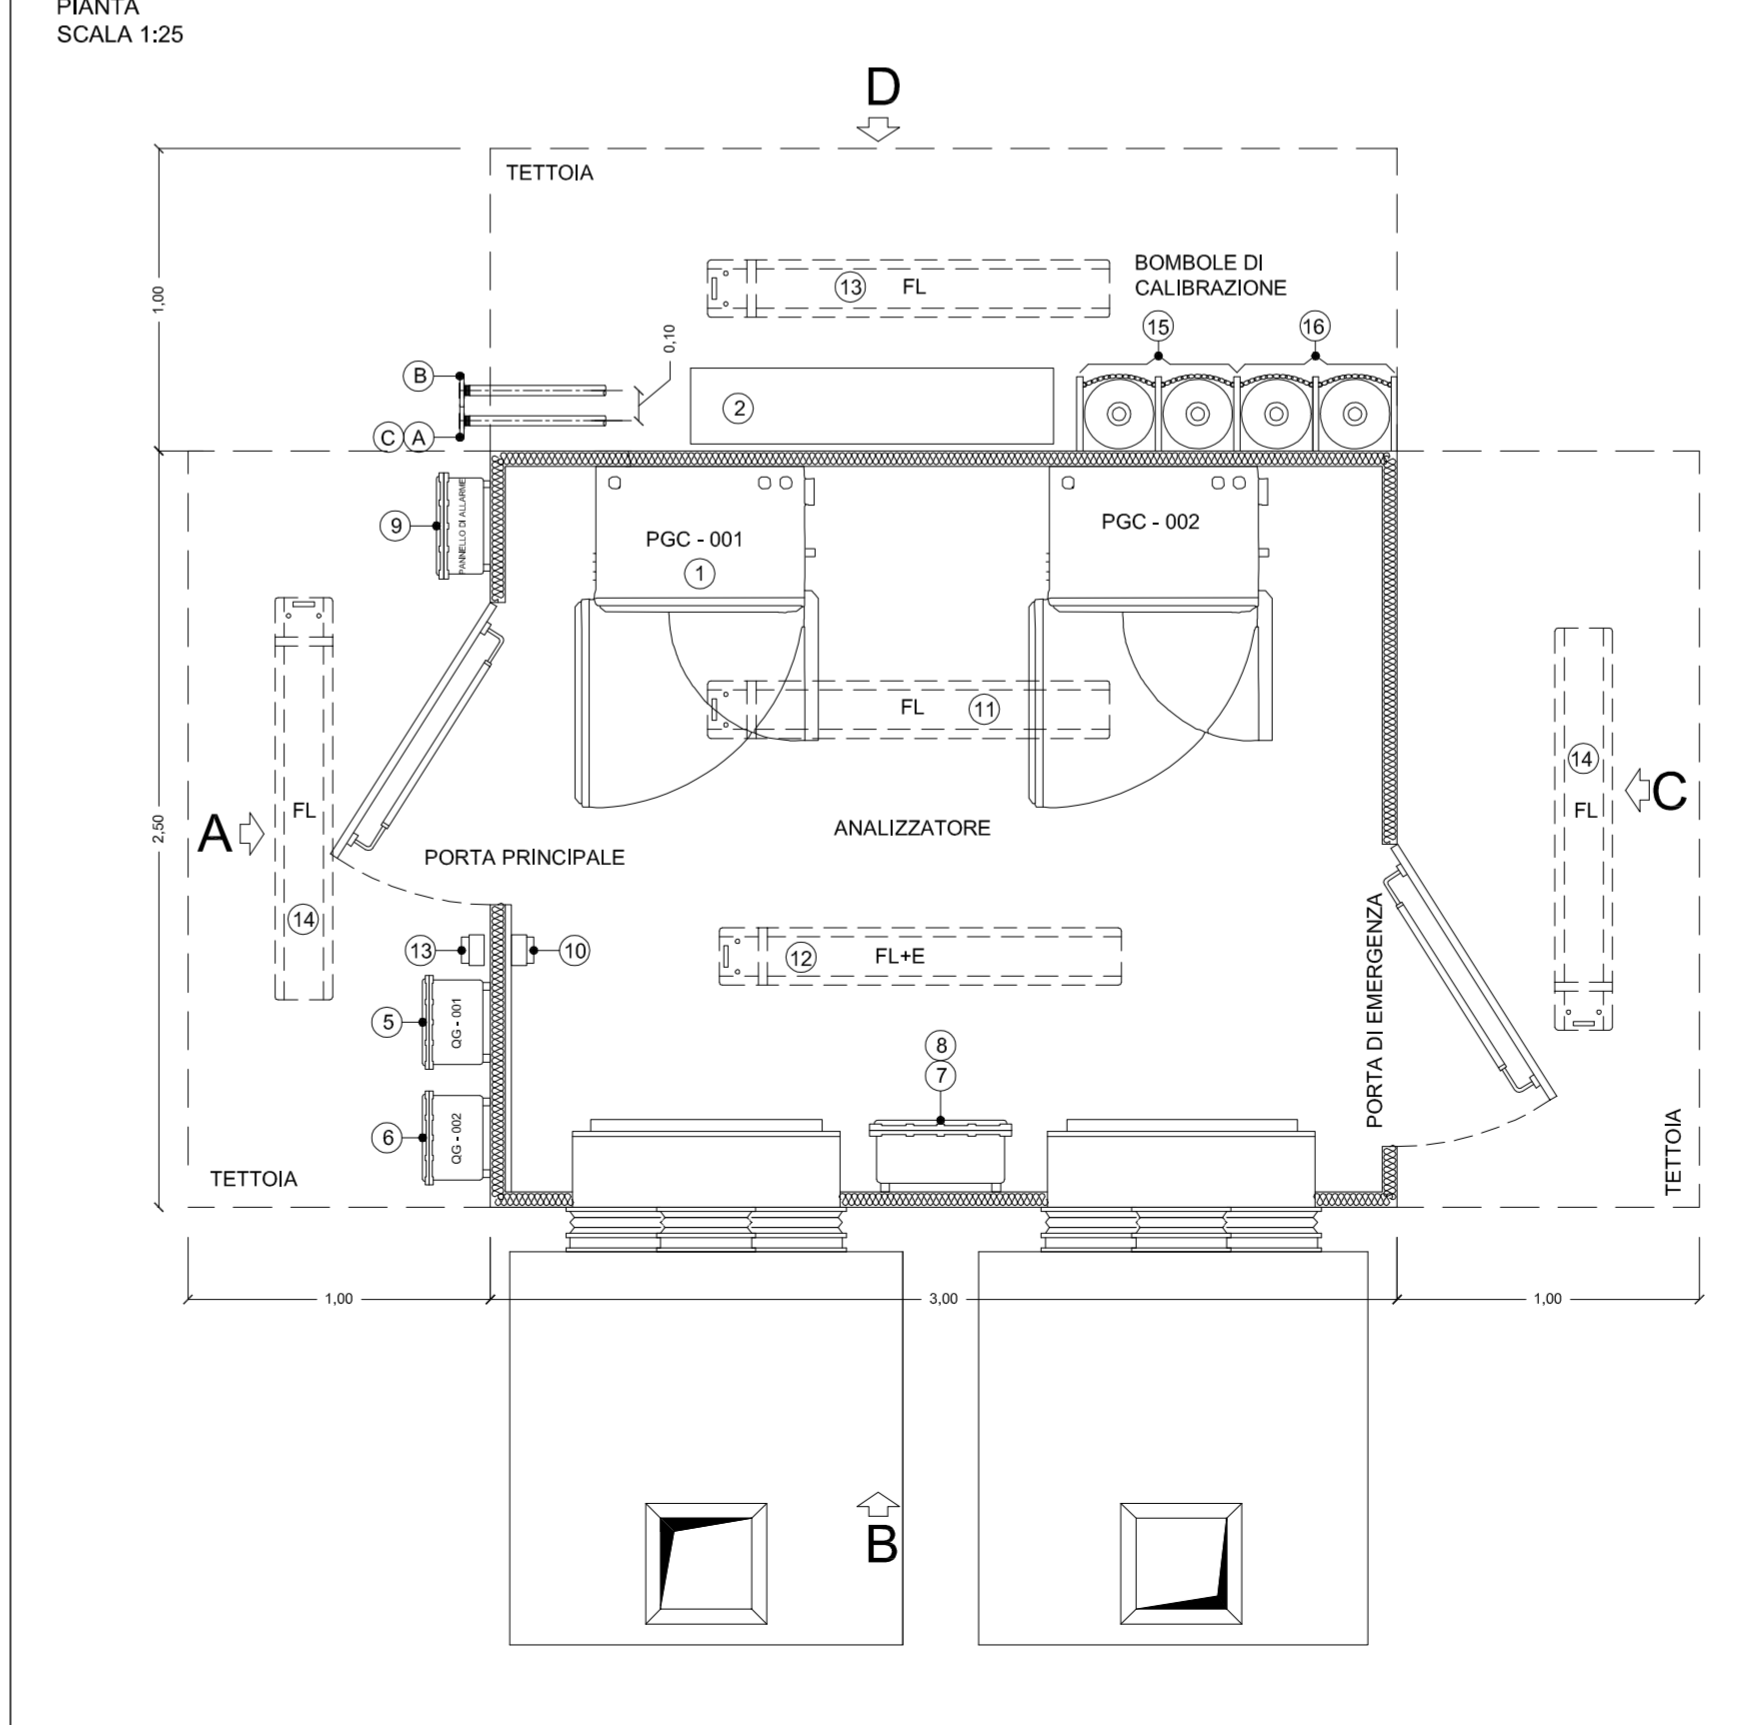 PIANTA
SCALA 1:25
D
TETTOIA
13
FL
BOMBOLE DI
CALIBRAZIONE
15
16
1,00
0,10
B
C
A
2
9
PANNELLO DI ALLARME
PGC - 001
1
PGC - 002
FL
11
14
FL
C
A
FL
14
2,50
ANALIZZATORE
PORTA PRINCIPALE
PORTA DI EMERGENZA
13
10
12
FL+E
5
QG - 001
8
7
6
QG - 002
TETTOIA
TETTOIA
1,00
3,00
1,00
B